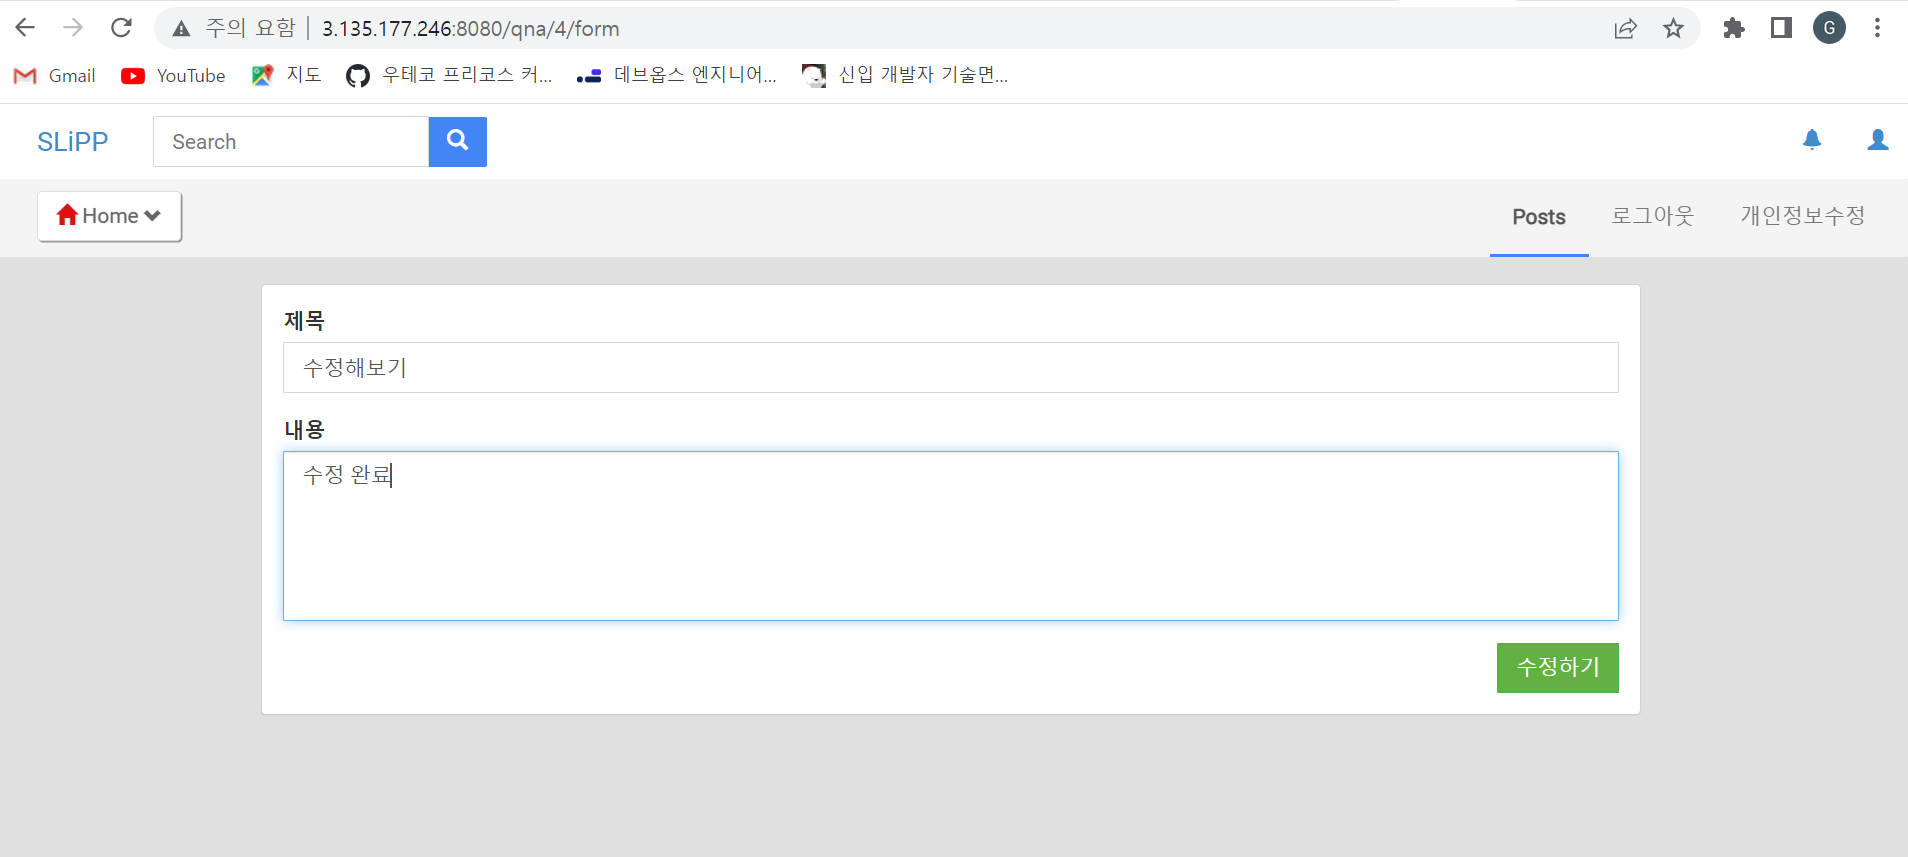 주의 요함 3.135.177.246:8080/qna/4/form G
Gmail YouTube 지도 우테코 프리코스 커... 데브옵스 엔지니어... 신입 개발자 기술면...
SLiPP Search
Home Posts 로그아웃 개인정보수정
제목
수정해보기
내용
수정 완료
수정하기